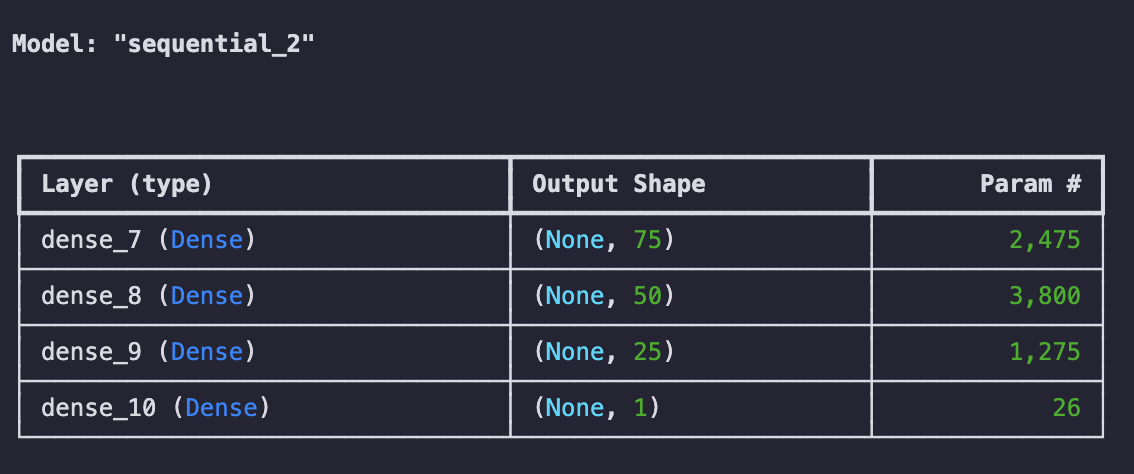 Model: "sequential_2"
Layer (type) Output Shape Param #
dense_7 (Dense) (None, 75) 2,475
dense_8 (Dense) (None, 50) 3,800
dense_9 (Dense) (None, 25) 1,275
dense_10 (Dense) (None, 1) 26